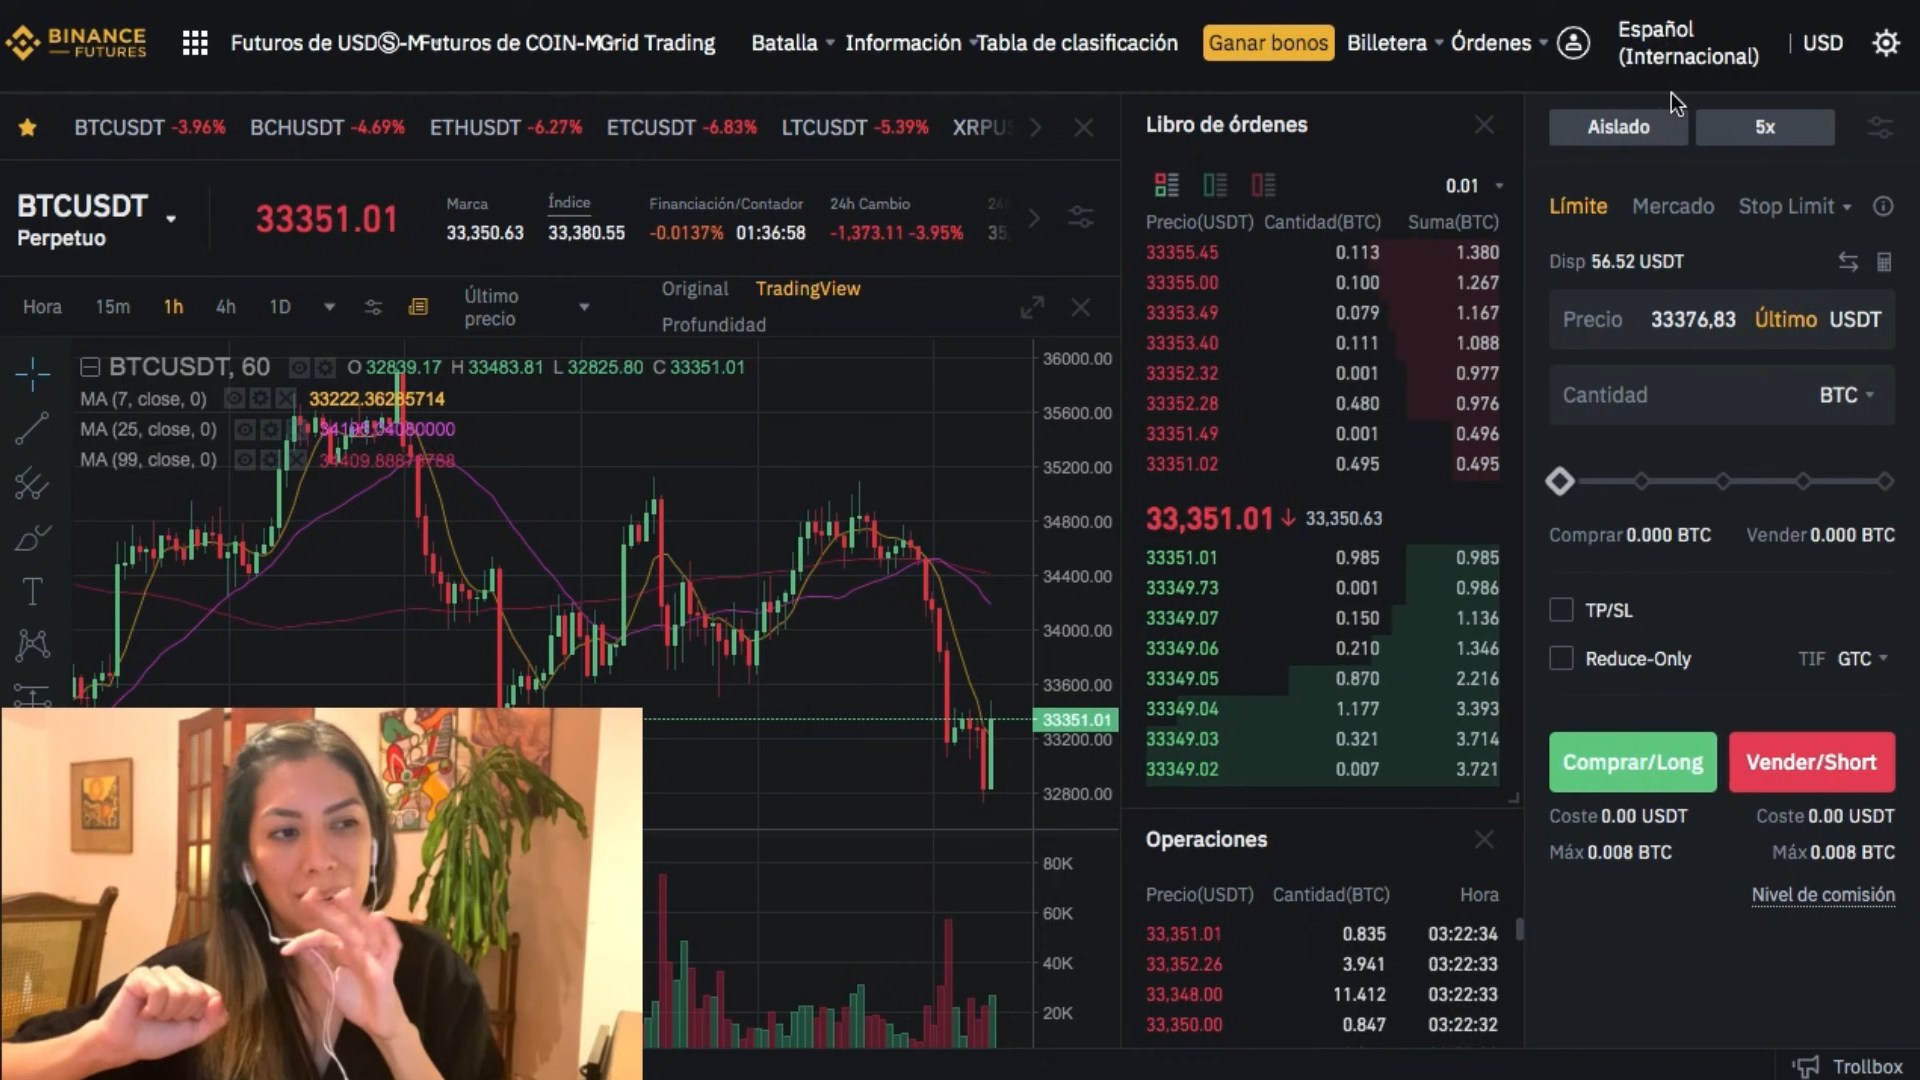 BINANCE
FUTURES
Futuros de USDⓈ-M
Futuros de COIN-M
Grid Trading
Batalla
Información
Tabla de clasificación
Ganar bonos
Billetera
Órdenes
Español
(Internacional)
USD
BTCUSDT -3.96%
BCHUSDT -4.69%
ETHUSDT -6.27%
ETCUSDT -6.83%
LTCUSDT -5.39%
XRPUS
BTCUSDT
Perpetuo
33351.01
Marca
33,350.63
Índice
33,380.55
Financiación/Contador
-0.0137% 01:36:58
24h Cambio
-1,373.11 -3.95%
24
35,
Hora 15m 1h 4h 1D
Último
precio
Original TradingView
Profundidad
BTCUSDT, 60 O 32839.17 H 33483.81 L 32825.80 C 33351.01
MA (7, close, 0) 33222.36285714
MA (25, close, 0)
MA (99, close, 0)
36000.00
35600.00
35200.00
34800.00
34400.00
34000.00
33600.00
33351.01
33200.00
32800.00
80K
60K
40K
20K
Libro de órdenes
0.01
Precio(USDT) Cantidad(BTC) Suma(BTC)
33355.45 0.113 1.380
33355.00 0.100 1.267
33353.49 0.079 1.167
33353.40 0.111 1.088
33352.32 0.001 0.977
33352.28 0.480 0.976
33351.49 0.001 0.496
33351.02 0.495 0.495
33,351.01 33,350.63
33351.01 0.985 0.985
33349.73 0.001 0.986
33349.07 0.150 1.136
33349.06 0.210 1.346
33349.05 0.870 2.216
33349.04 1.177 3.393
33349.03 0.321 3.714
33349.02 0.007 3.721
Operaciones
Precio(USDT) Cantidad(BTC) Hora
33,351.01 0.835 03:22:34
33,352.26 3.941 03:22:33
33,348.00 11.412 03:22:33
33,350.00 0.847 03:22:32
Aislado 5x
Límite Mercado Stop Limit
Disp 56.52 USDT
Precio 33376,83 Último USDT
Cantidad BTC
Comprar 0.000 BTC Vender 0.000 BTC
TP/SL
Reduce-Only TIF GTC
Comprar/Long Vender/Short
Coste 0.00 USDT Coste 0.00 USDT
Máx 0.008 BTC Máx 0.008 BTC
Nivel de comisión
Trollbox